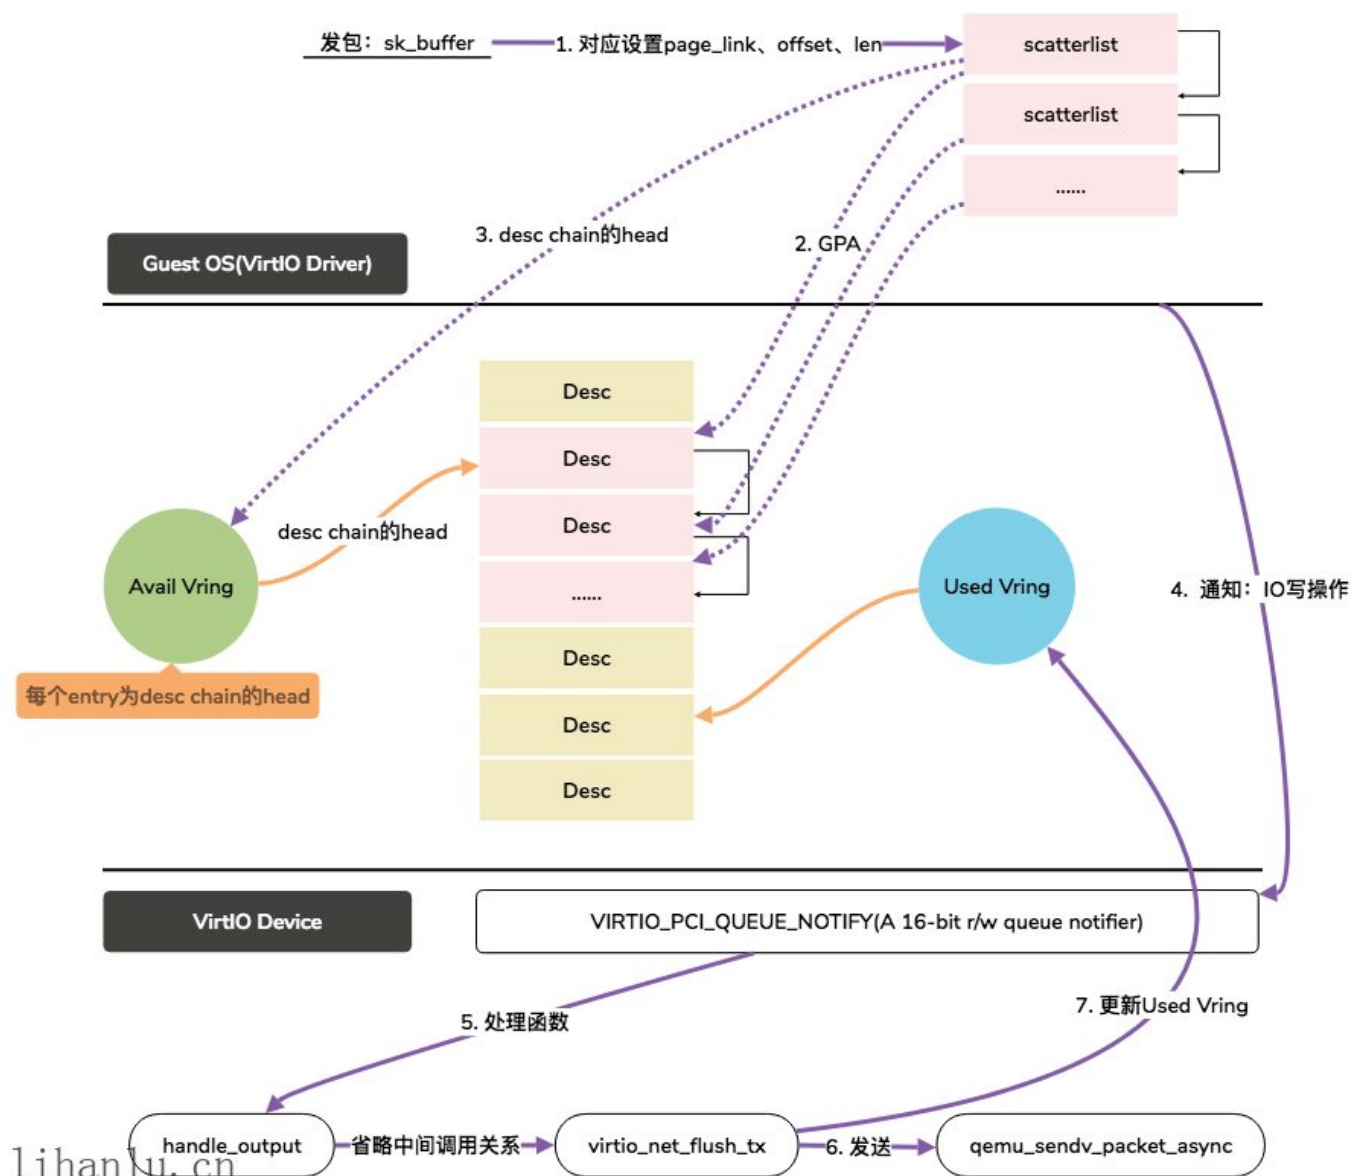 发包：sk_buffer
1. 对应设置page_link、offset、len
scatterlist
scatterlist
......
3. desc chain的head
2. GPA
Guest OS(VirtIO Driver)
Desc
Desc
desc chain的head
Desc
Avail Vring
......
Used Vring
4. 通知：IO写操作
Desc
每个entry为desc chain的head
Desc
Desc
VirtIO Device
VIRTIO_PCI_QUEUE_NOTIFY(A 16-bit r/w queue notifier)
7. 更新Used Vring
5. 处理函数
handle_output
省略中间调用关系
virtio_net_flush_tx
6. 发送
qemu_sendv_packet_async
lihanlu.cn